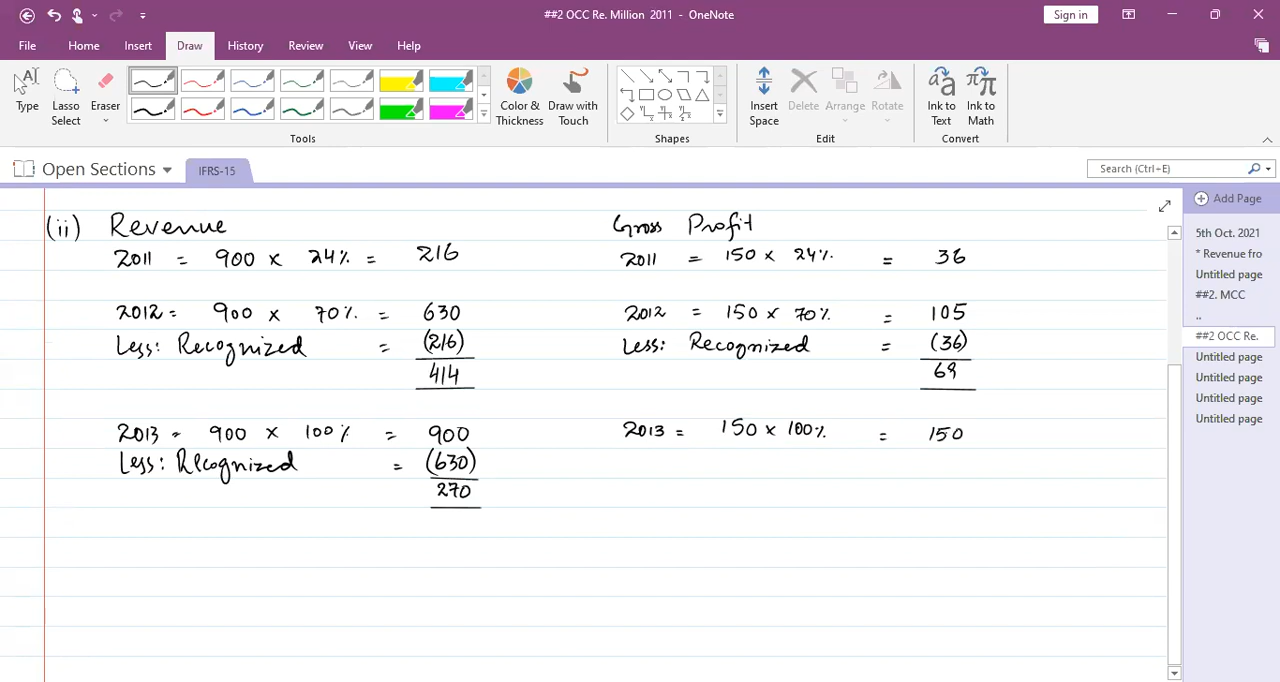 ##2 OCC Re. Million 2011 - OneNote
Sign in
File Home Insert Draw History Review View Help
Type
Lasso Select
Eraser
Color & Thickness
Draw with Touch
Insert Space
Delete
Arrange
Rotate
Ink to Text
Ink to Math
Tools
Shapes
Edit
Convert
Open Sections
IFRS-15
Search (Ctrl+E)
Add Page
5th Oct. 2021
* Revenue fro
Untitled page
##2. MCC
..
##2 OCC Re.
Untitled page
Untitled page
Untitled page
Untitled page
(ii) Revenue
2011 = 900 x 24% = 216
2012 = 900 x 70% = 630
Less: Recognized = (216)
414
2013 = 900 x 100% = 900
Less: Recognized = (630)
270
Gross Profit
2011 = 150 x 24% = 36
2012 = 150 x 70% = 105
Less: Recognized = (36)
69
2013 = 150 x 100% = 150